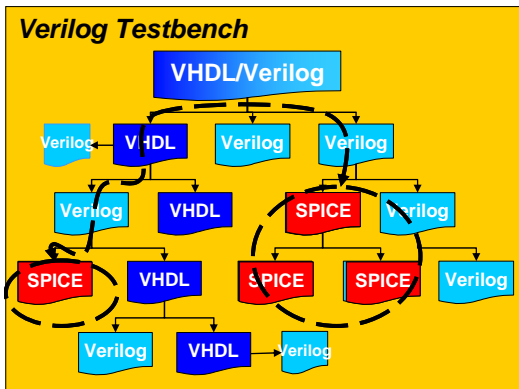 Verilog Testbench
VHDL/Verilog
Verilog VHDL Verilog Verilog
Verilog VHDL SPICE Verilog
SPICE VHDL SPICE SPICE Verilog
Verilog VHDL Verilog